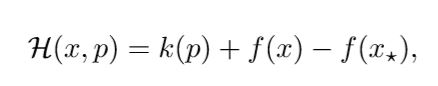 ℋ(x, p) = k(p) + f(x) − f(x⋆),